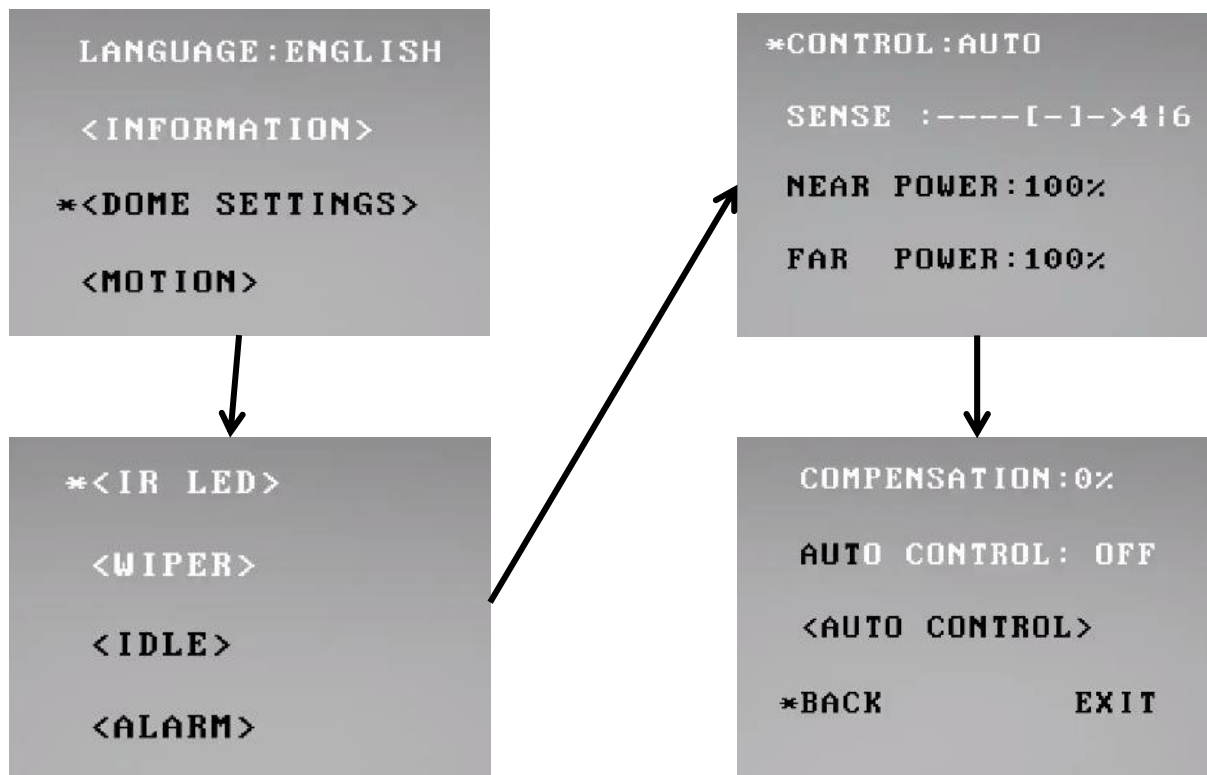 LANGUAGE:ENGLISH
<INFORMATION>
*<DOME SETTINGS>
<MOTION>
*<IR LED>
<WIPER>
<IDLE>
<ALARM>
*CONTROL:AUTO
SENSE :----[-]->4¦6
NEAR POWER:100%
FAR POWER:100%
COMPENSATION:0%
AUTO CONTROL: OFF
<AUTO CONTROL>
*BACK EXIT